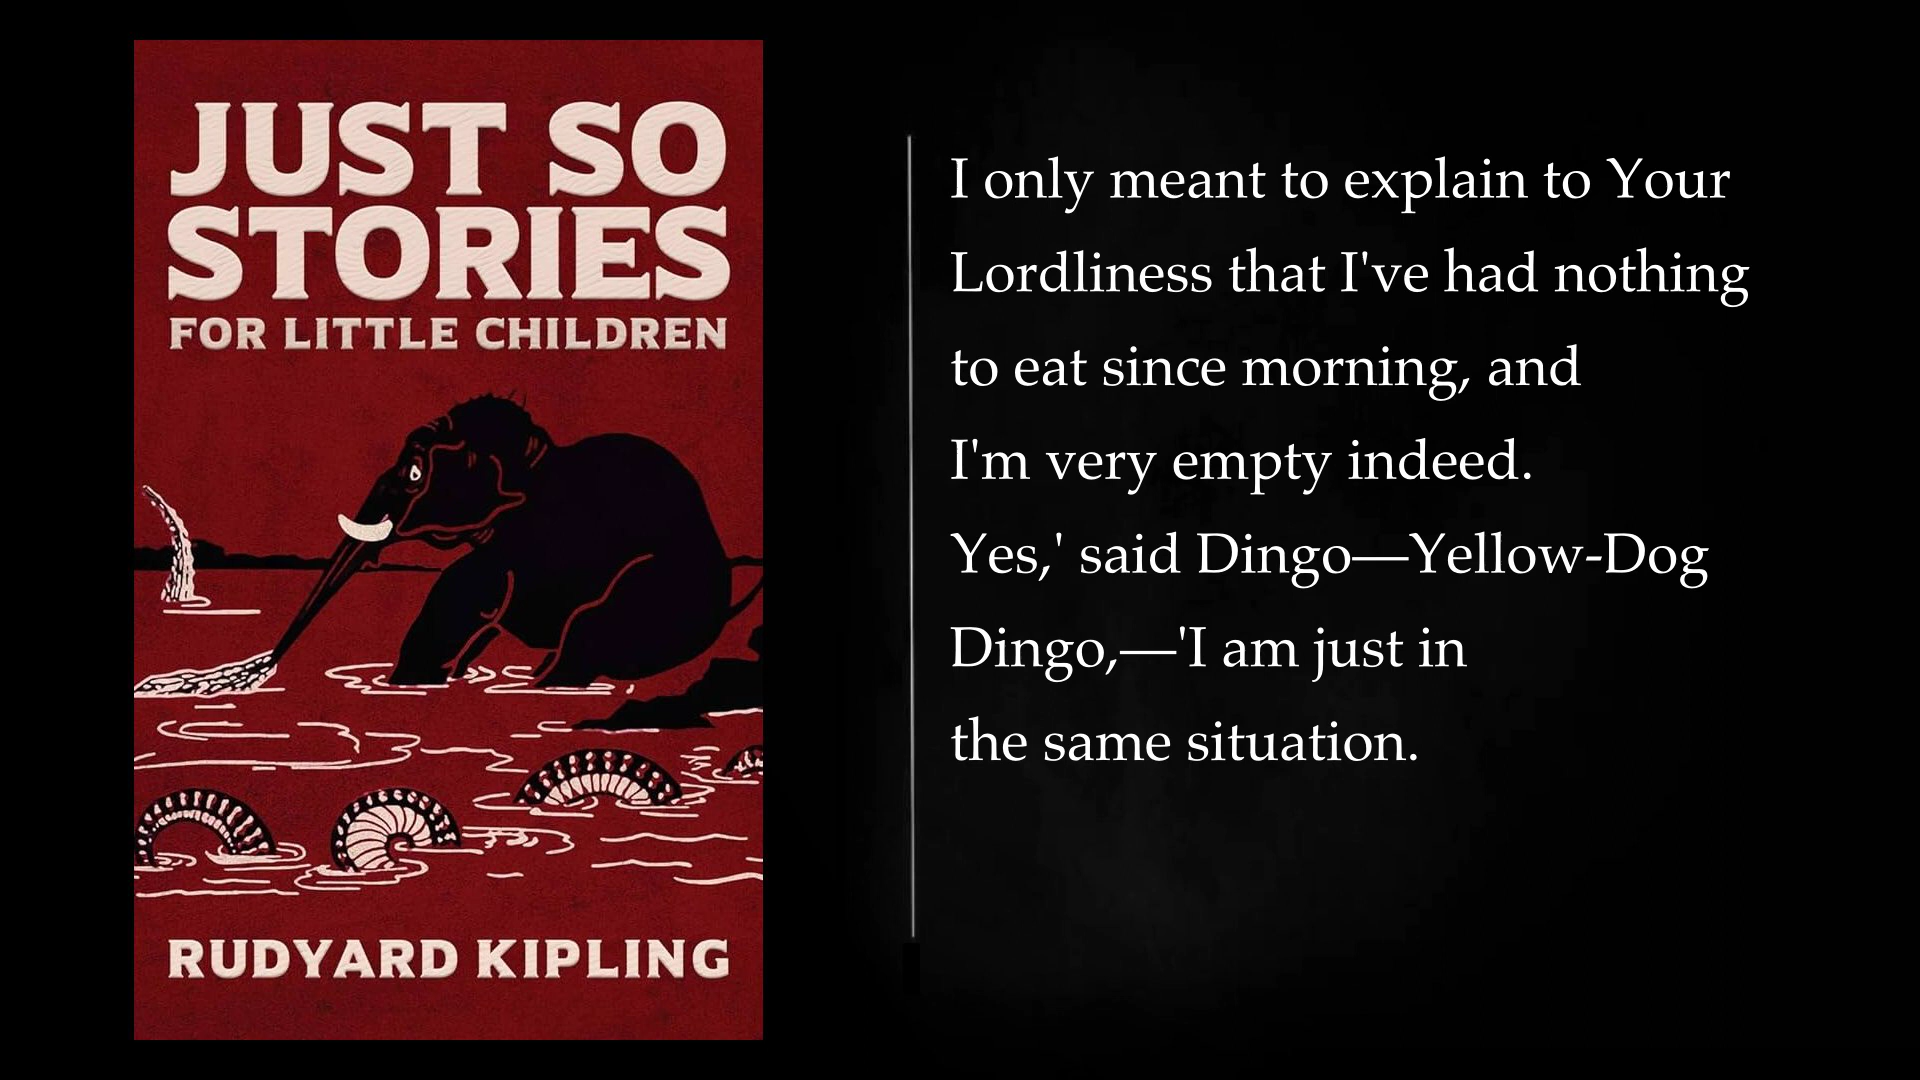 JUST SO
STORIES
FOR LITTLE CHILDREN
RUDYARD KIPLING
I only meant to explain to Your
Lordliness that I've had nothing
to eat since morning, and
I'm very empty indeed.
Yes,' said Dingo—Yellow-Dog
Dingo,—'I am just in
the same situation.